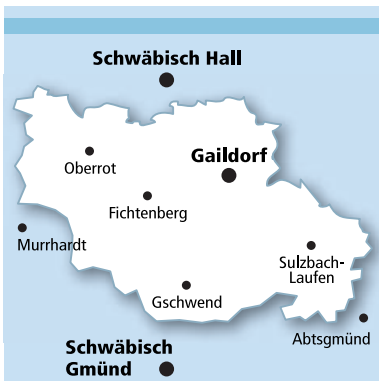 Schwäbisch Hall
Oberrot
Gaildorf
Fichtenberg
Murrhardt
Sulzbach-
Laufen
Gschwend
Abtsgmünd
Schwäbisch
Gmünd